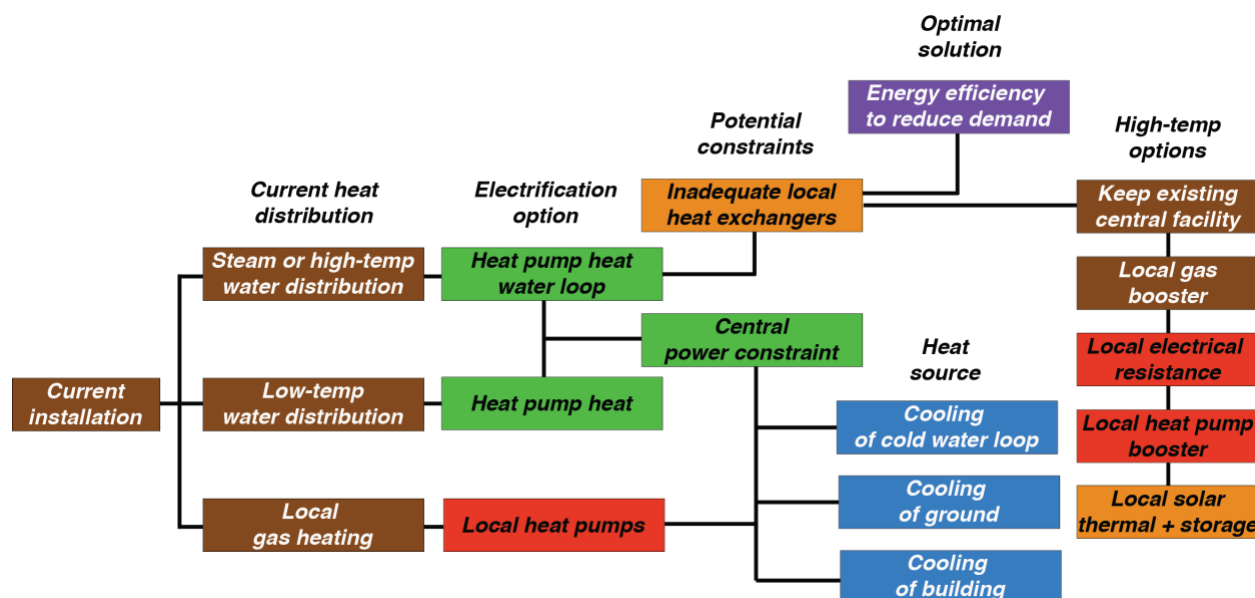 Optimal
solution
Energy efficiency
to reduce demand
Potential
constraints
High-temp
options
Current heat
distribution
Electrification
option
Inadequate local
heat exchangers
Keep existing
central facility
Steam or high-temp
water distribution
Heat pump heat
water loop
Local gas
booster
Central
power constraint
Heat
source
Local electrical
resistance
Current
installation
Low-temp
water distribution
Heat pump heat
Cooling
of cold water loop
Local heat pump
booster
Local
gas heating
Local heat pumps
Cooling
of ground
Local solar
thermal + storage
Cooling
of building